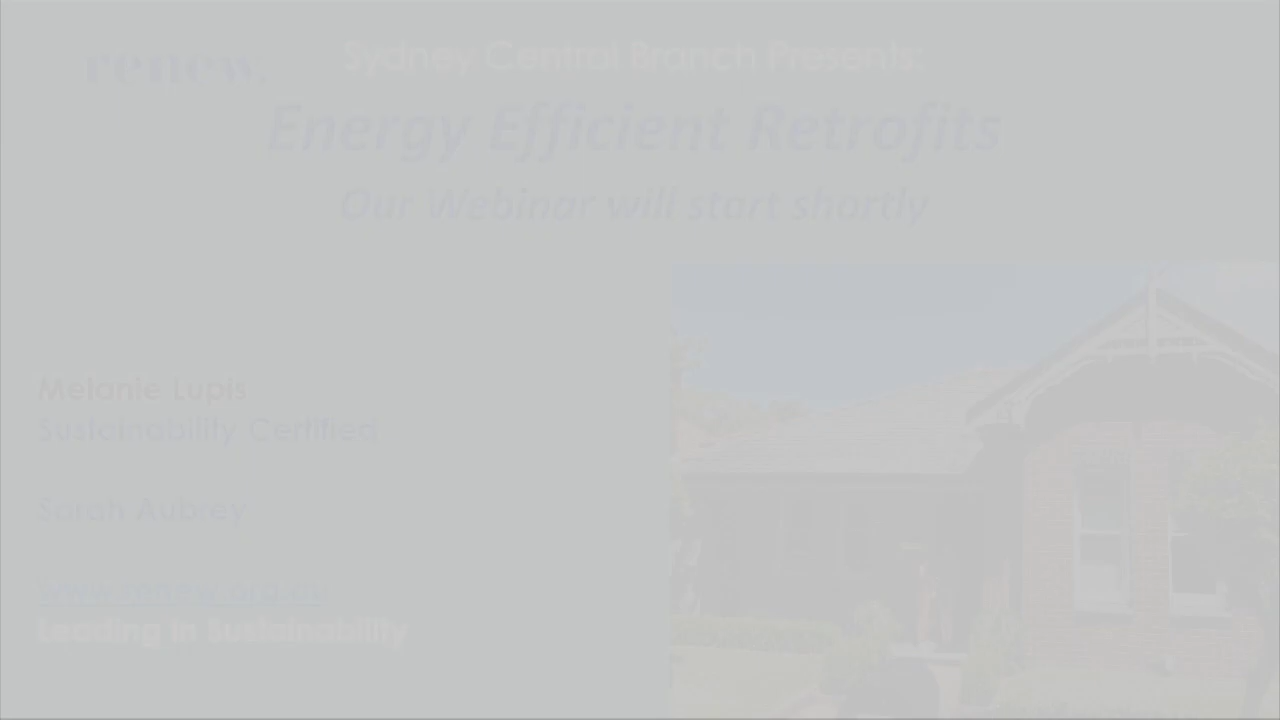 renew.
Sydney Central Branch Presents:
Energy Efficient Retrofits
Our Webinar will start shortly
Melanie Lupis
Sustainability Certified
Sarah Aubrey
www.renew.org.au
Leading in Sustainability